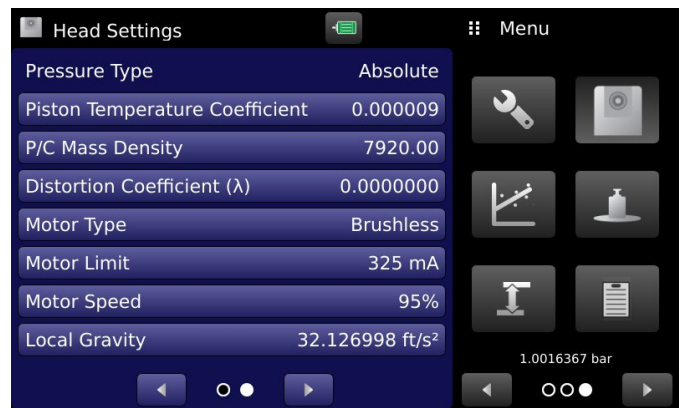 Head Settings
Menu
Pressure Type Absolute
Piston Temperature Coefficient 0.000009
P/C Mass Density 7920.00
Distortion Coefficient (λ) 0.0000000
Motor Type Brushless
Motor Limit 325 mA
Motor Speed 95%
Local Gravity 32.126998 ft/s²
1.0016367 bar